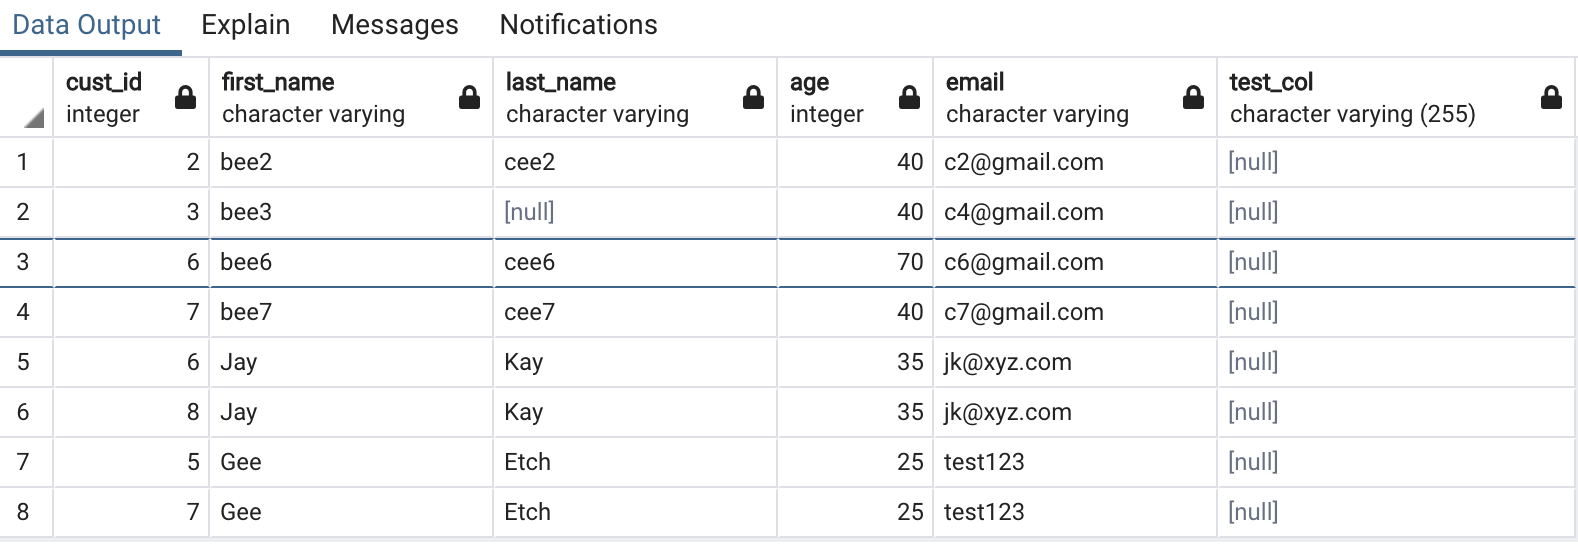 Data Output Explain Messages Notifications
cust_id first_name last_name age email test_col
integer character varying character varying integer character varying character varying (255)
1 2 bee2 cee2 40 c2@gmail.com [null]
2 3 bee3 [null] 40 c4@gmail.com [null]
3 6 bee6 cee6 70 c6@gmail.com [null]
4 7 bee7 cee7 40 c7@gmail.com [null]
5 6 Jay Kay 35 jk@xyz.com [null]
6 8 Jay Kay 35 jk@xyz.com [null]
7 5 Gee Etch 25 test123 [null]
8 7 Gee Etch 25 test123 [null]